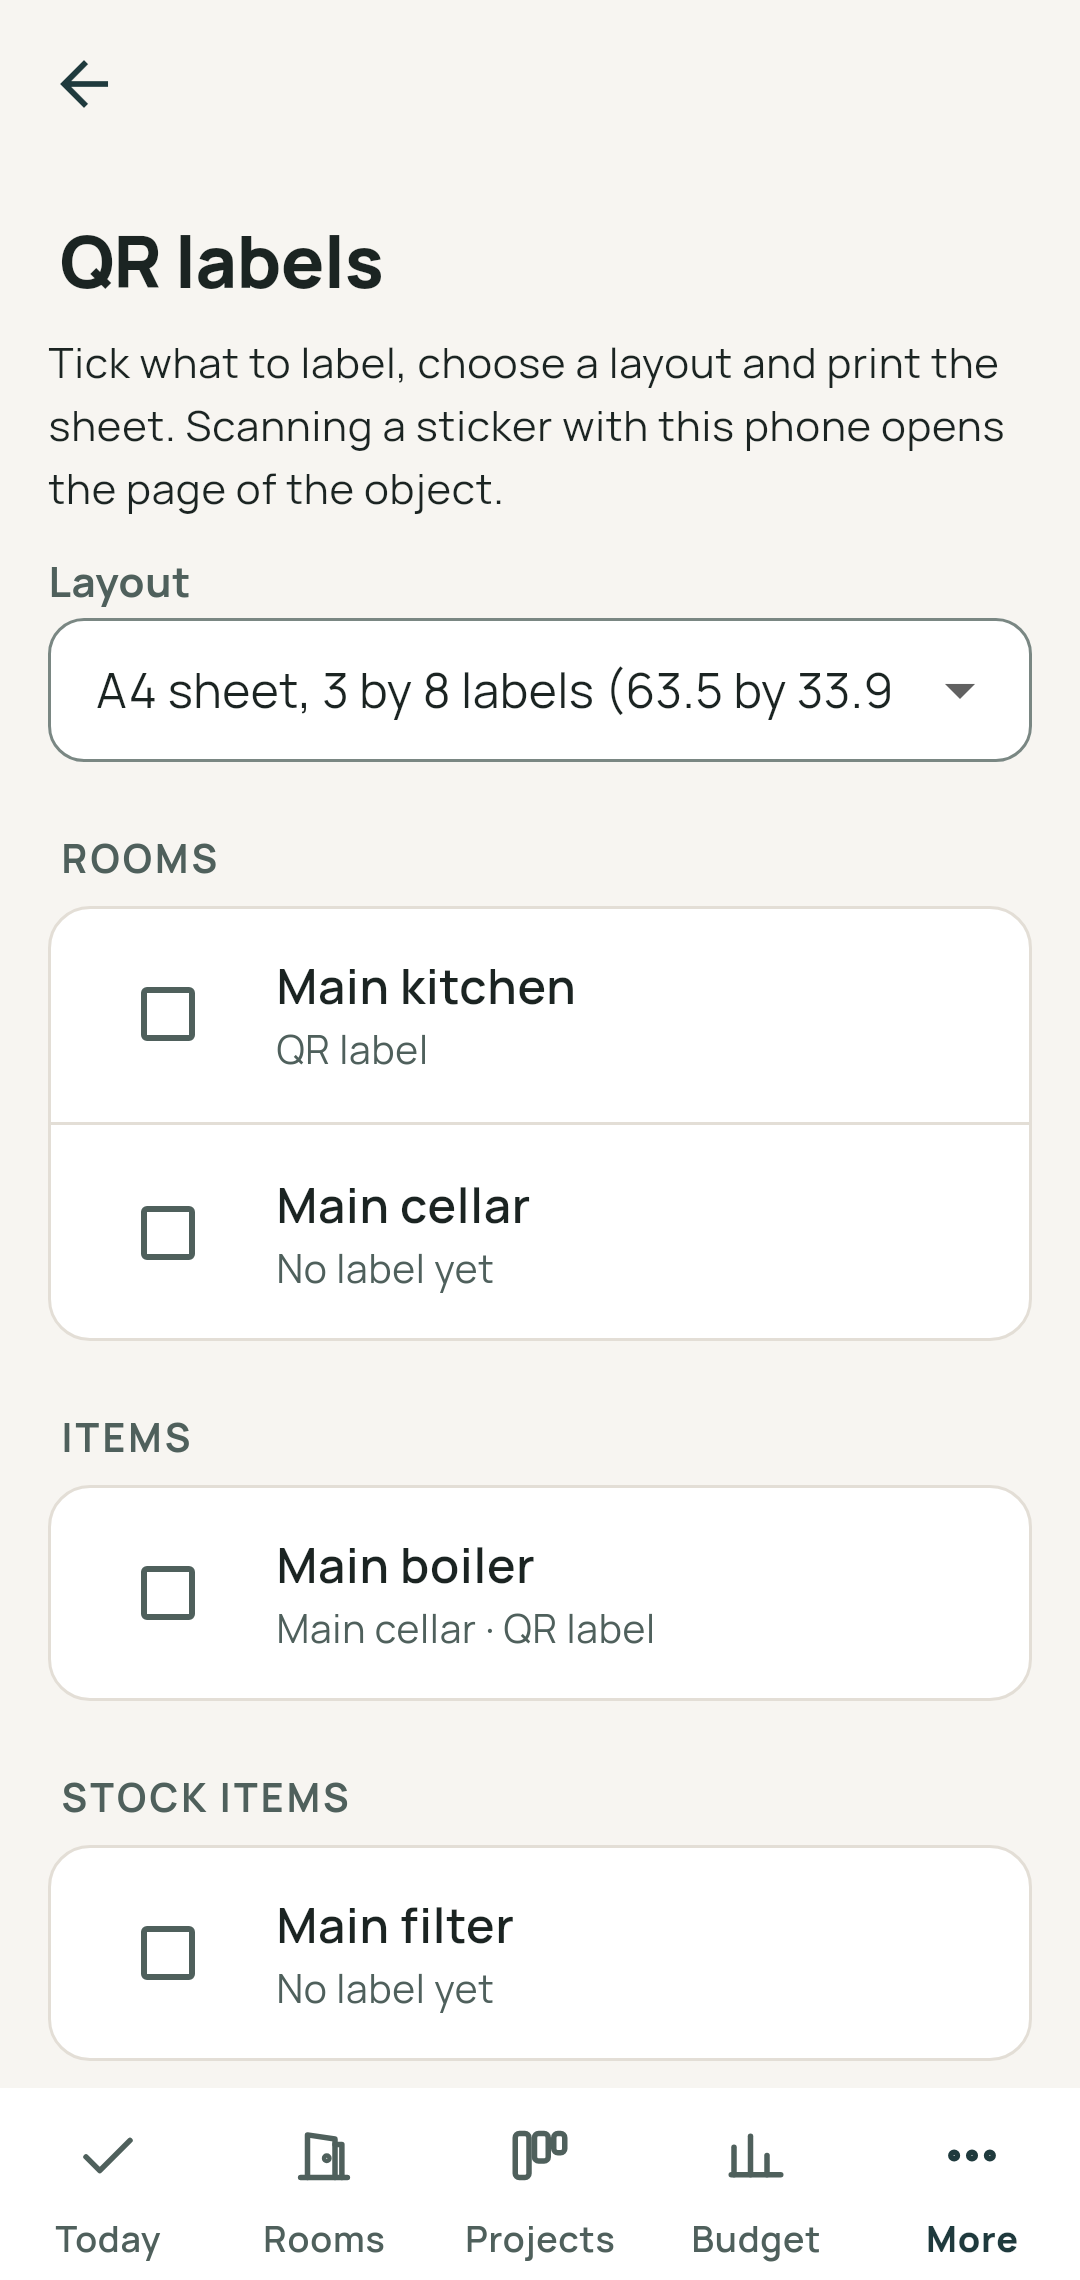 QR labels
Tick what to label, choose a layout and print the
sheet. Scanning a sticker with this phone opens
the page of the object.
Layout
A4 sheet, 3 by 8 labels (63.5 by 33.9
ROOMS
Main kitchen
QR label
Main cellar
No label yet
ITEMS
Main boiler
Main cellar · QR label
STOCK ITEMS
Main filter
No label yet
Today
Rooms
Projects
Budget
More